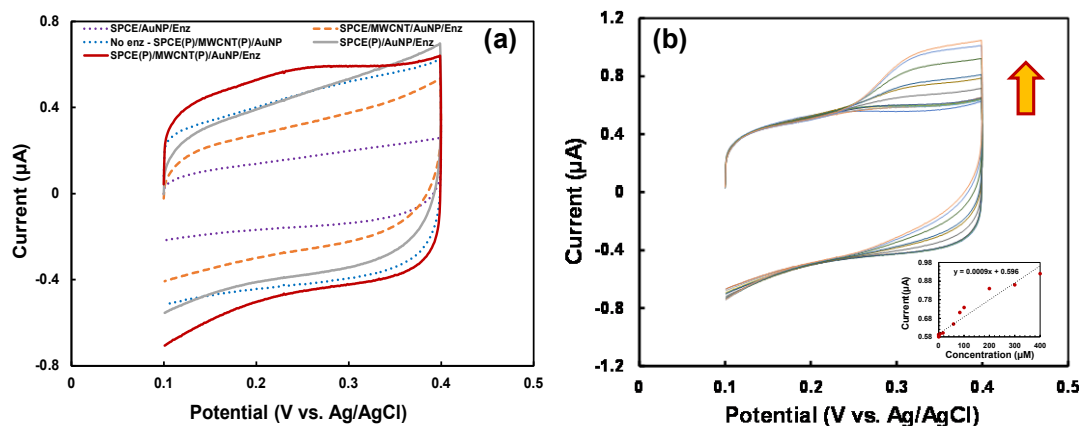 SPCE/AuNP/Enz
SPCE/MWCNT/AuNP/Enz
No enz - SPCE(P)/MWCNT(P)/AuNP
SPCE(P)/AuNP/Enz
SPCE(P)/MWCNT(P)/AuNP/Enz
(a)
0.8
0.4
0
-0.4
-0.8
Current (µA)
0 0.1 0.2 0.3 0.4 0.5
Potential (V vs. Ag/AgCl)
(b)
1.2
0.8
0.4
0
-0.4
-0.8
-1.2
Current (µA)
0 0.1 0.2 0.3 0.4 0.5
Potential (V vs. Ag/AgCl)
y = 0.0009x + 0.596
0.98
0.88
0.78
0.68
0.58
Current(µA)
0 100 200 300 400
Concentration (µM)